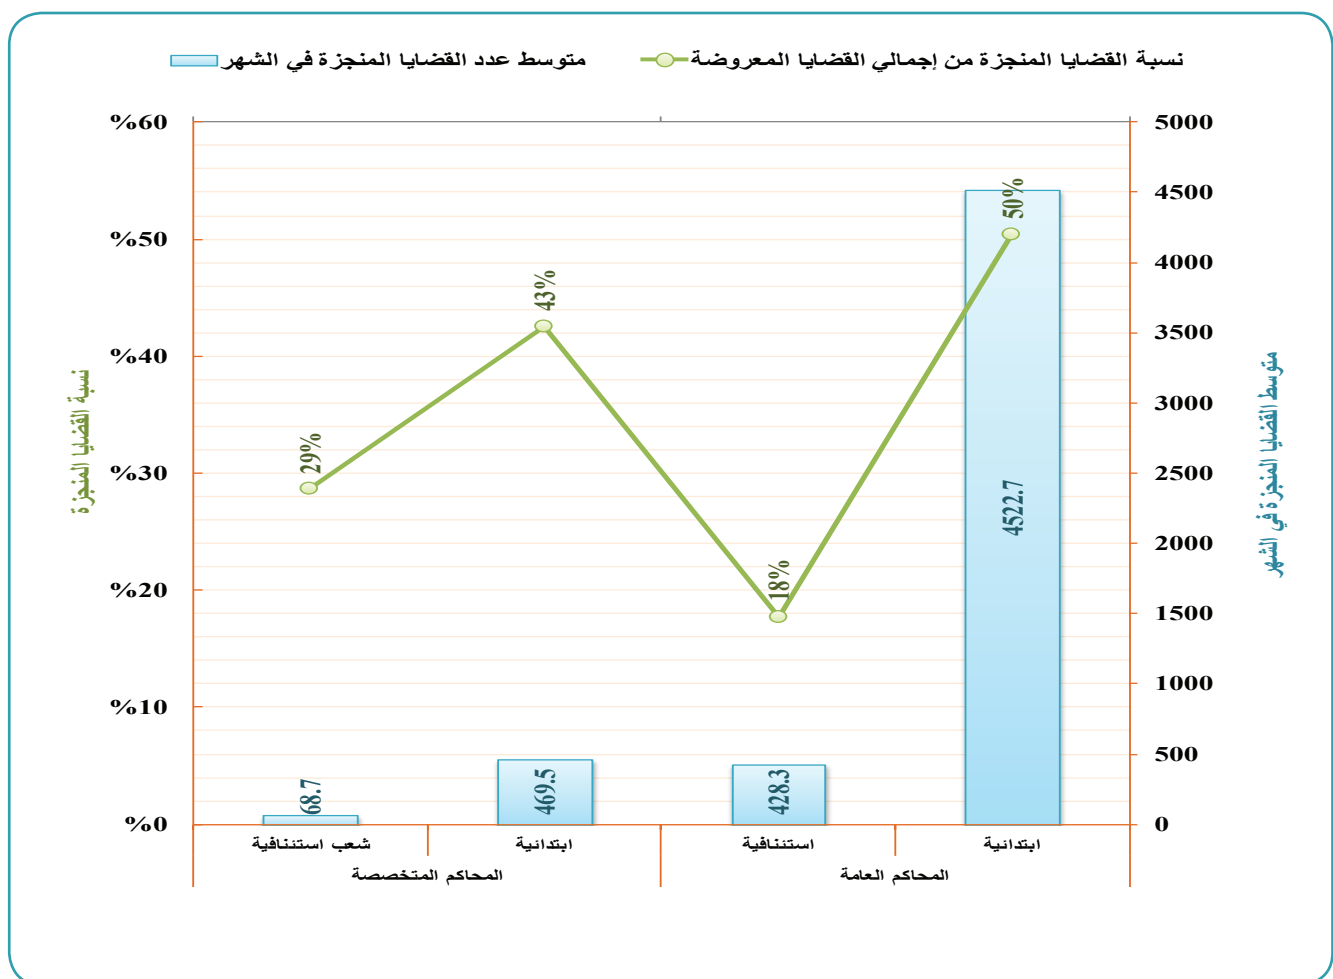 نسبة القضايا المنجزة من إجمالي القضايا المعروضة
متوسط عدد القضايا المنجزة في الشهر
5000
4500
4000
3500
3000
2500
2000
1500
1000
500
0
متوسط القضايا المنجزة في الشهر
%60
%50
%40
%30
%20
%10
%0
نسبة القضايا المنجزة
50%
18%
43%
29%
4522.7
428.3
469.5
68.7
ابتدائية
استئنافية
ابتدائية
شعب استئنافية
المحاكم العامة
المحاكم المتخصصة